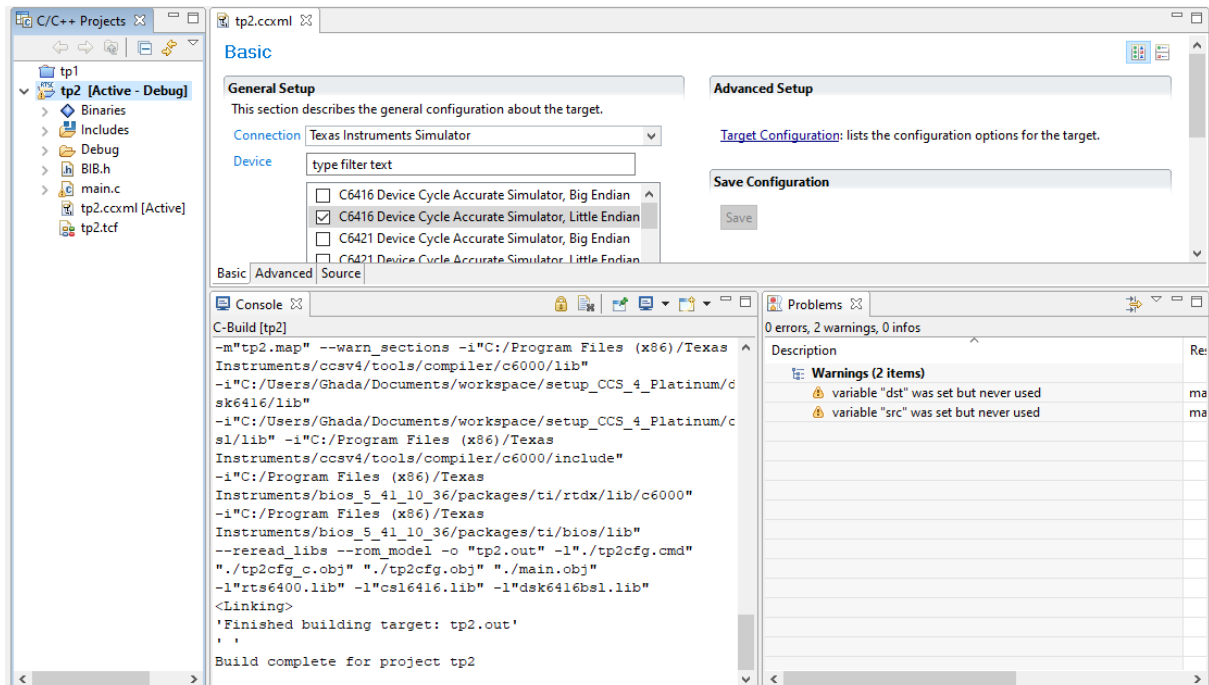 C/C++ Projects
tp1
tp2 [Active - Debug]
Binaries
Includes
Debug
BIB.h
main.c
tp2.ccxml [Active]
tp2.tcf
tp2.ccxml
Basic
General Setup
This section describes the general configuration about the target.
Connection Texas Instruments Simulator
Device type filter text
C6416 Device Cycle Accurate Simulator, Big Endian
C6416 Device Cycle Accurate Simulator, Little Endian
C6421 Device Cycle Accurate Simulator, Big Endian
C6421 Device Cycle Accurate Simulator, Little Endian
Advanced Setup
Target Configuration: lists the configuration options for the target.
Save Configuration
Save
Basic Advanced Source
Console
C-Build [tp2]
-m"tp2.map" --warn_sections -i"C:/Program Files (x86)/Texas
Instruments/ccsv4/tools/compiler/c6000/lib"
-i"C:/Users/Ghada/Documents/workspace/setup_CCS_4_Platinum/d
sk6416/lib"
-i"C:/Users/Ghada/Documents/workspace/setup_CCS_4_Platinum/c
sl/lib" -i"C:/Program Files (x86)/Texas
Instruments/ccsv4/tools/compiler/c6000/include"
-i"C:/Program Files (x86)/Texas
Instruments/bios_5_41_10_36/packages/ti/rtdx/lib/c6000"
-i"C:/Program Files (x86)/Texas
Instruments/bios_5_41_10_36/packages/ti/bios/lib"
--reread_libs --rom_model -o "tp2.out" -l"./tp2cfg.cmd"
"./tp2cfg_c.obj" "./tp2cfg.obj" "./main.obj"
-l"rts6400.lib" -l"csl6416.lib" -l"dsk6416bsl.lib"
<Linking>
'Finished building target: tp2.out'
' '
Build complete for project tp2
Problems
0 errors, 2 warnings, 0 infos
Description Re
Warnings (2 items)
variable "dst" was set but never used ma
variable "src" was set but never used ma